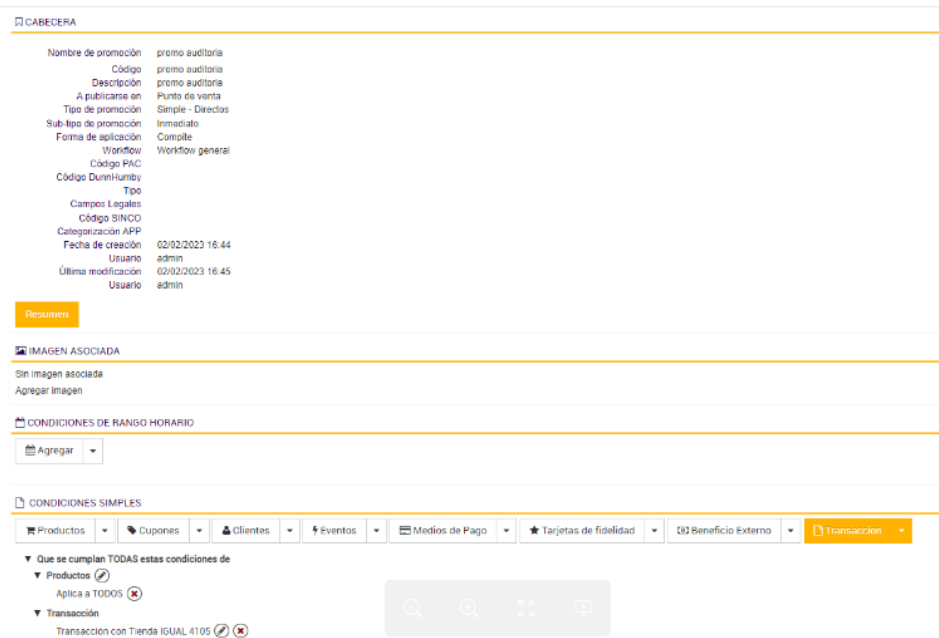 CABECERA
Nombre de promoción promo auditoria
Código promo auditoria
Descripción promo auditoria
A publicarse en Punto de venta
Tipo de promoción Simple - Directos
Sub-tipo de promoción Inmediato
Forma de aplicación Compite
Workflow Workflow general
Código PAC
Código DunnHumby
Tipo
Campos Legales
Código SINCO
Categorización APP
Fecha de creación 02/02/2023 16:44
Usuario admin
Última modificación 02/02/2023 16:45
Usuario admin
Resumen
IMAGEN ASOCIADA
Sin imagen asociada
Agregar imagen
CONDICIONES DE RANGO HORARIO
Agregar
CONDICIONES SIMPLES
Productos Cupones Clientes Eventos Medios de Pago Tarjetas de fidelidad Beneficio Externo Transaccion
Que se cumplan TODAS estas condiciones de
Productos
Aplica a TODOS
Transacción
Transaccion con Tienda IGUAL 4105